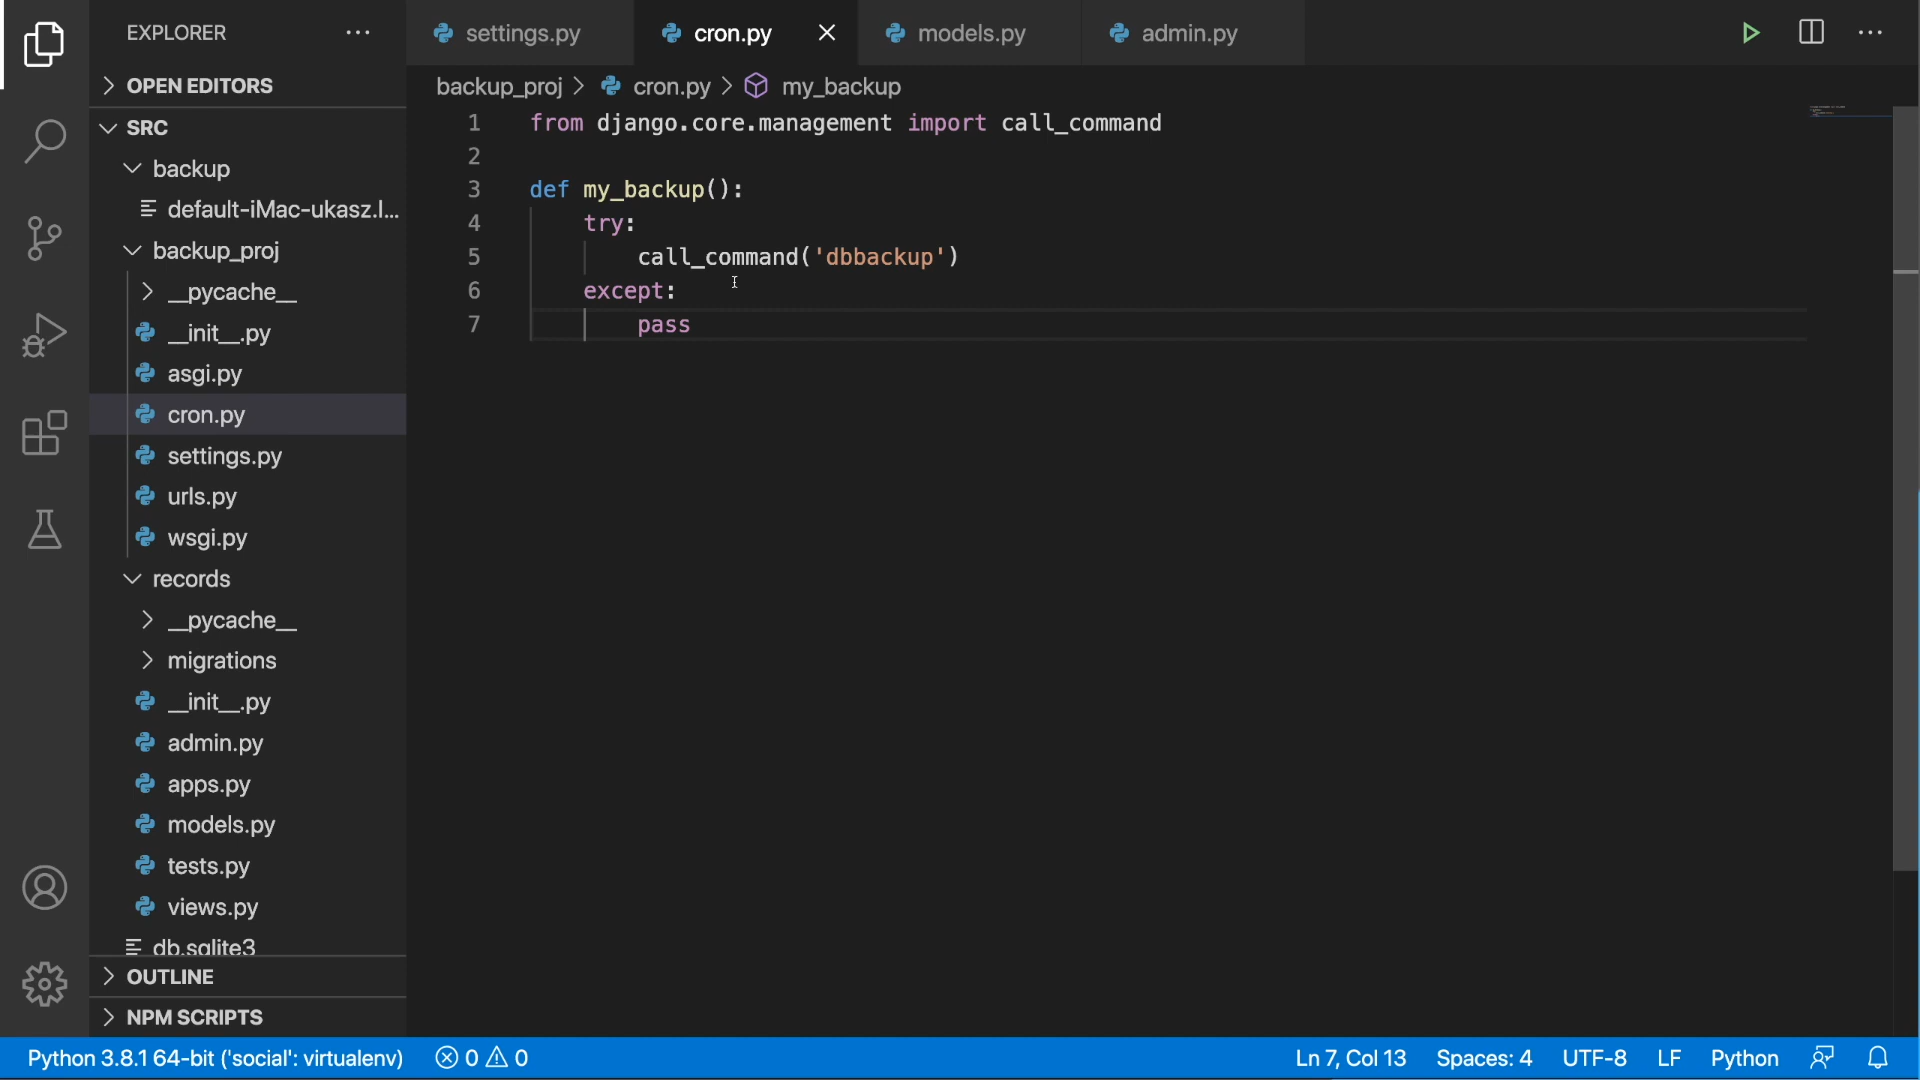 EXPLORER
OPEN EDITORS
SRC
backup
default-iMac-ukasz.l...
backup_proj
__pycache__
__init__.py
asgi.py
cron.py
settings.py
urls.py
wsgi.py
records
__pycache__
migrations
__init__.py
admin.py
apps.py
models.py
tests.py
views.py
db.sqlite3
OUTLINE
NPM SCRIPTS
settings.py
cron.py
models.py
admin.py
backup_proj > cron.py > my_backup
1 from django.core.management import call_command
2
3 def my_backup():
4 try:
5 call_command('dbbackup')
6 except:
7 pass
Python 3.8.1 64-bit ('social': virtualenv) 0 0
Ln 7, Col 13 Spaces: 4 UTF-8 LF Python